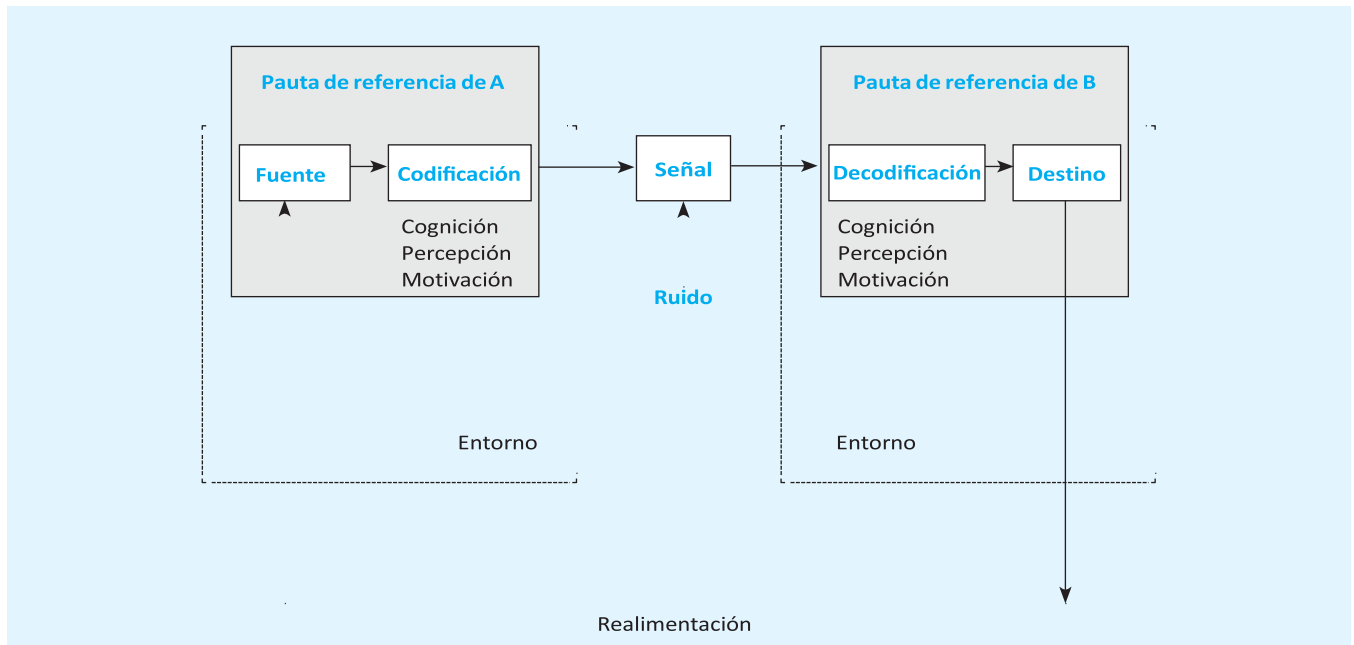 Pauta de referencia de A
Pauta de referencia de B
Fuente
Codificación
Señal
Decodificación
Destino
Cognición
Percepción
Motivación
Cognición
Percepción
Motivación
Ruido
Entorno
Entorno
Realimentación